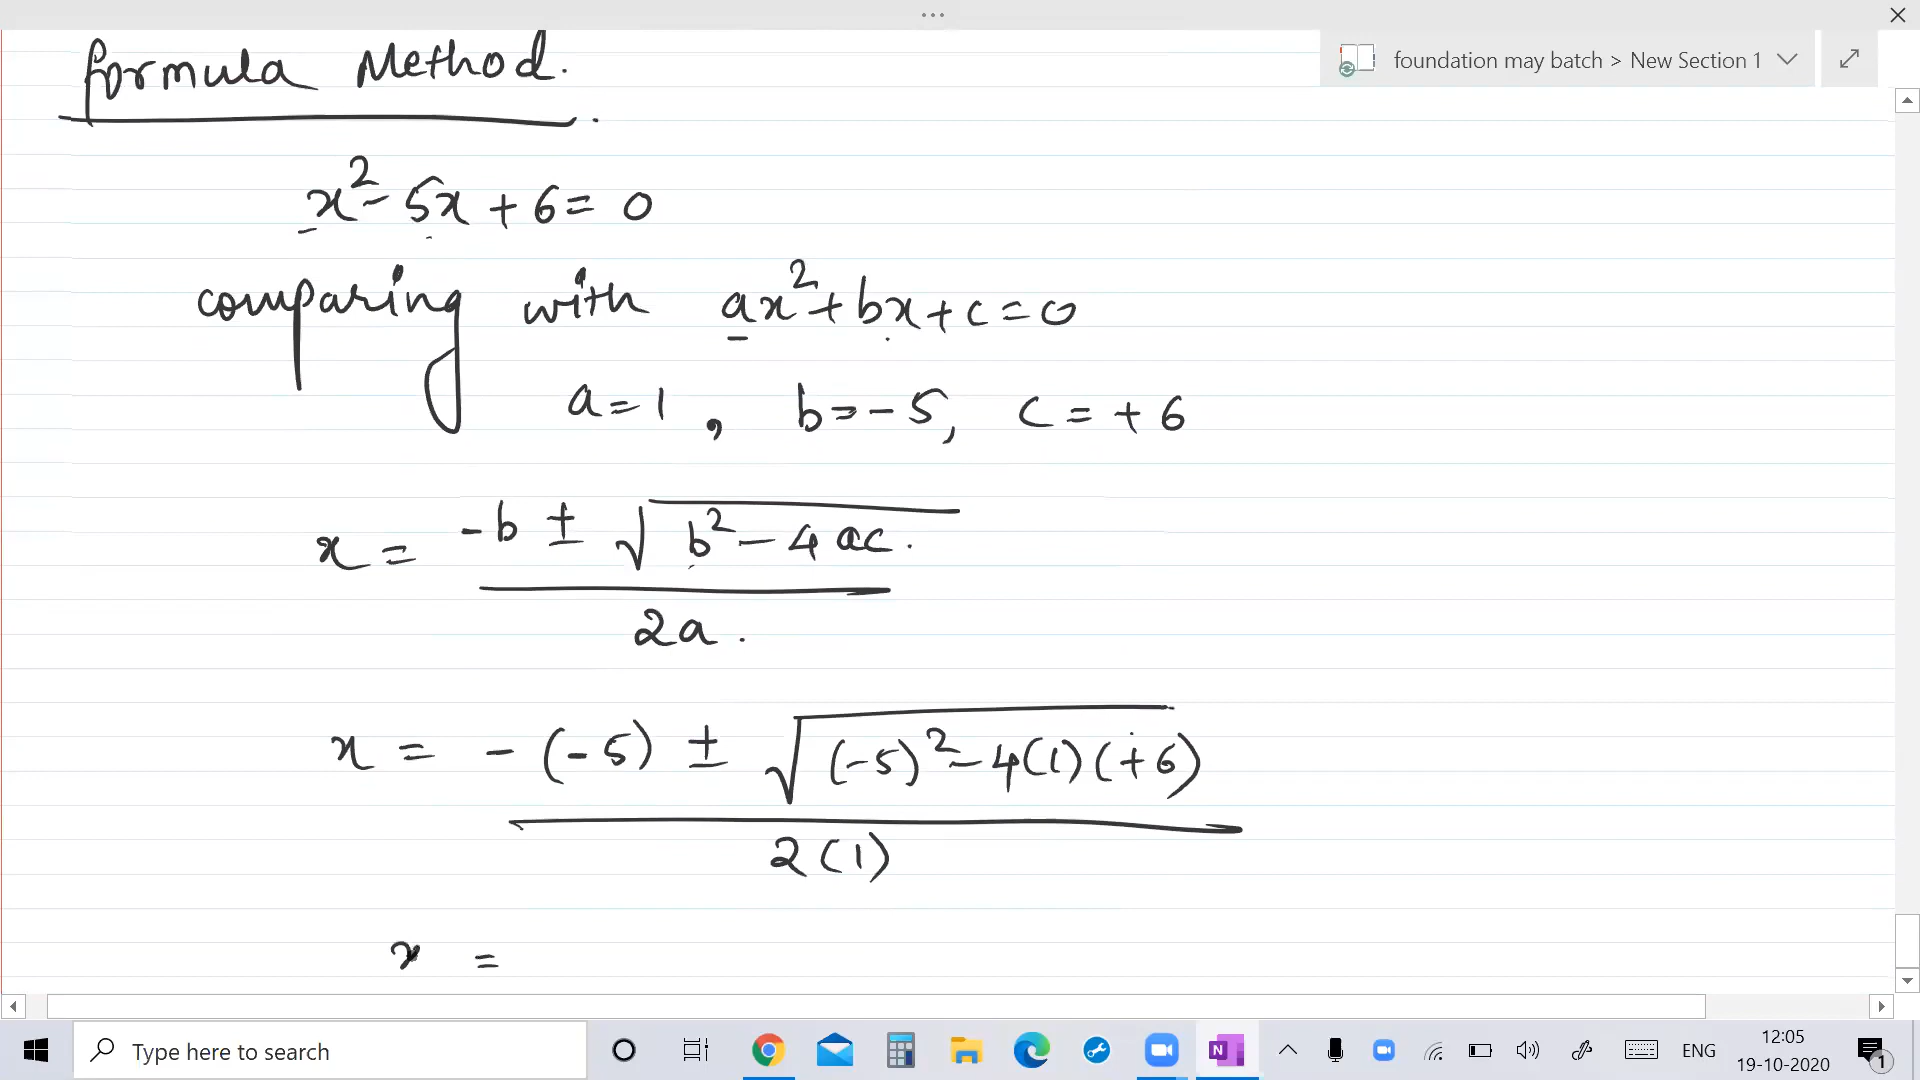 ...
foundation may batch > New Section 1
formula Method.
x² - 5x + 6 = 0
comparing with ax² + bx + c = 0
a = 1 , b = - 5, c = + 6
x = -b ± √b² - 4ac.
2a.
x = - (-5) ± √(-5)² - 4(1)(+6)
2(1)
x =
Type here to search
N
ENG
12:05
19-10-2020
1